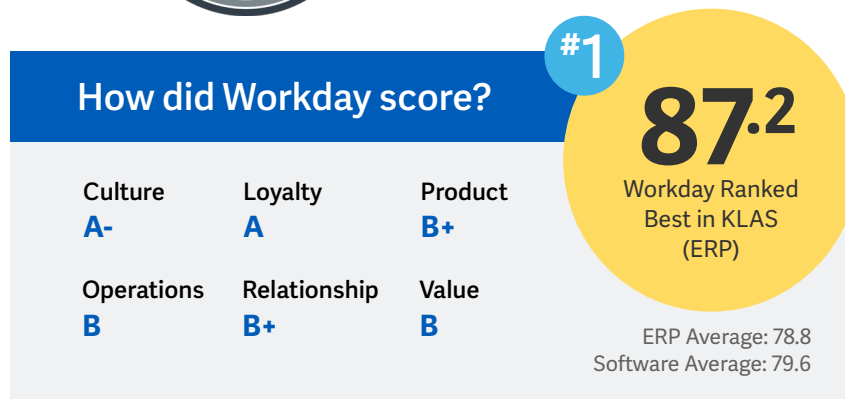 #1
How did Workday score?
87.2
Workday Ranked
Best in KLAS
(ERP)
Culture Loyalty Product
A- A B+
Operations Relationship Value
B B+ B
ERP Average: 78.8
Software Average: 79.6